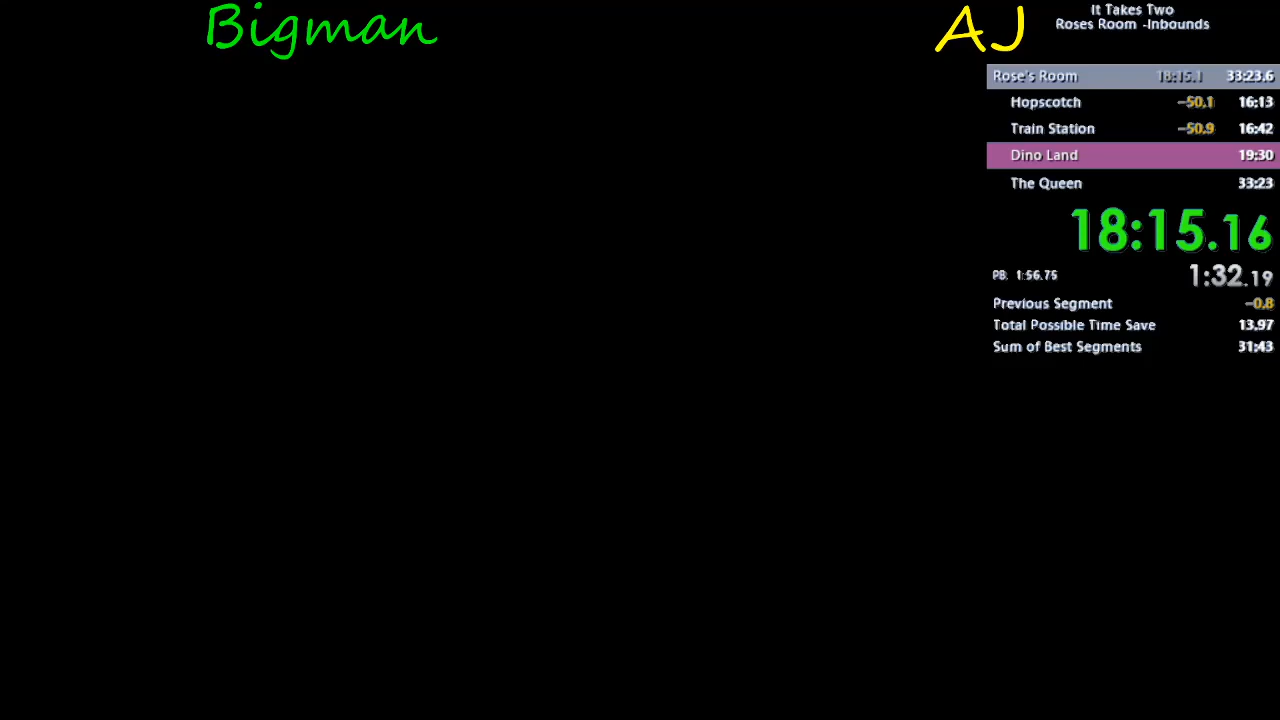 Bigman
AJ
It Takes Two
Roses Room -Inbounds
Rose's Room 18:15.1 33:23.6
Hopscotch -50.1 16:13
Train Station -50.9 16:42
Dino Land 19:30
The Queen 33:23
18:15.16
PB: 1:56.75 1:32.19
Previous Segment -0.8
Total Possible Time Save 13.97
Sum of Best Segments 31:43